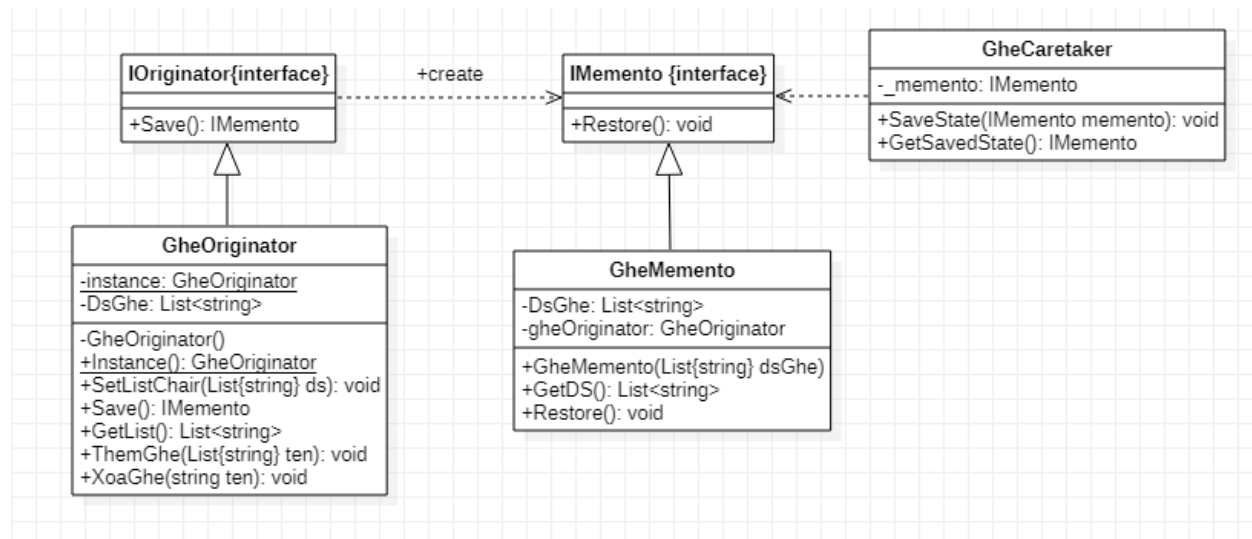 IOriginator{interface}
+Save(): IMemento
+create
IMemento {interface}
+Restore(): void
GheCaretaker
-_memento: IMemento
+SaveState(IMemento memento): void
+GetSavedState(): IMemento
GheOriginator
-instance: GheOriginator
-DsGhe: List<string>
-GheOriginator()
+Instance(): GheOriginator
+SetListChair(List{string} ds): void
+Save(): IMemento
+GetList(): List<string>
+ThemGhe(List{string} ten): void
+XoaGhe(string ten): void
GheMemento
-DsGhe: List<string>
-gheOriginator: GheOriginator
+GheMemento(List{string} dsGhe)
+GetDS(): List<string>
+Restore(): void